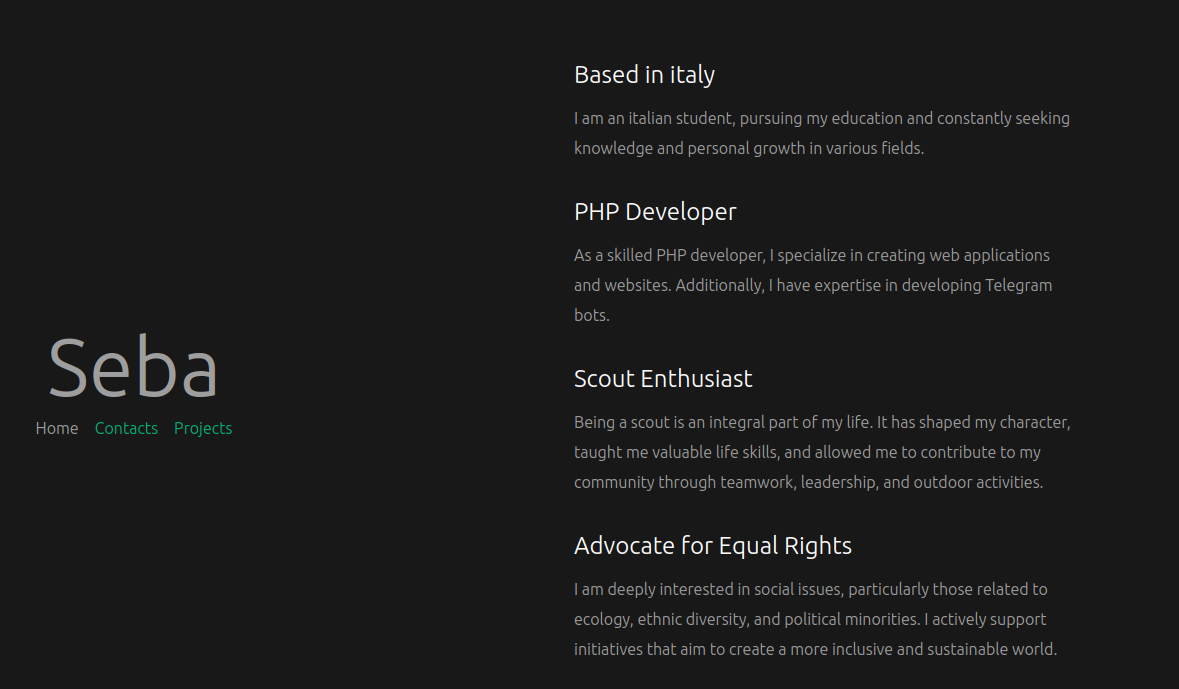 Seba
Home Contacts Projects
Based in italy
I am an italian student, pursuing my education and constantly seeking
knowledge and personal growth in various fields.
PHP Developer
As a skilled PHP developer, I specialize in creating web applications
and websites. Additionally, I have expertise in developing Telegram
bots.
Scout Enthusiast
Being a scout is an integral part of my life. It has shaped my character,
taught me valuable life skills, and allowed me to contribute to my
community through teamwork, leadership, and outdoor activities.
Advocate for Equal Rights
I am deeply interested in social issues, particularly those related to
ecology, ethnic diversity, and political minorities. I actively support
initiatives that aim to create a more inclusive and sustainable world.